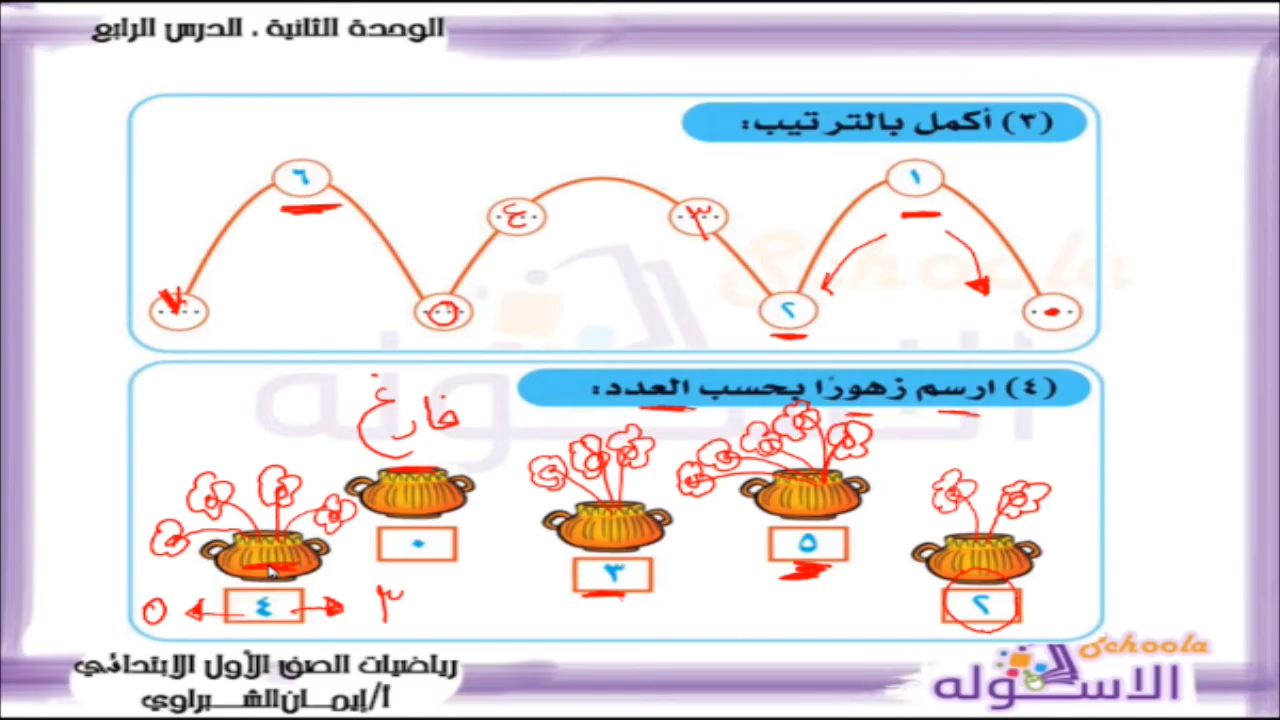 الوحدة الثانية . الدرس الرابع
(٣) أكمل بالترتيب:
٠ ١ ٢ ٣ ٤ ٥ ٦ ٧
(٤) ارسم زهورًا بحسب العدد:
فارغ
٢ ٥ ٣ ٠ ٤
٣ ٥
رياضيات الصف الأول الابتدائي
أ/إيمان الشبراوي
Schoola
الاسكوله